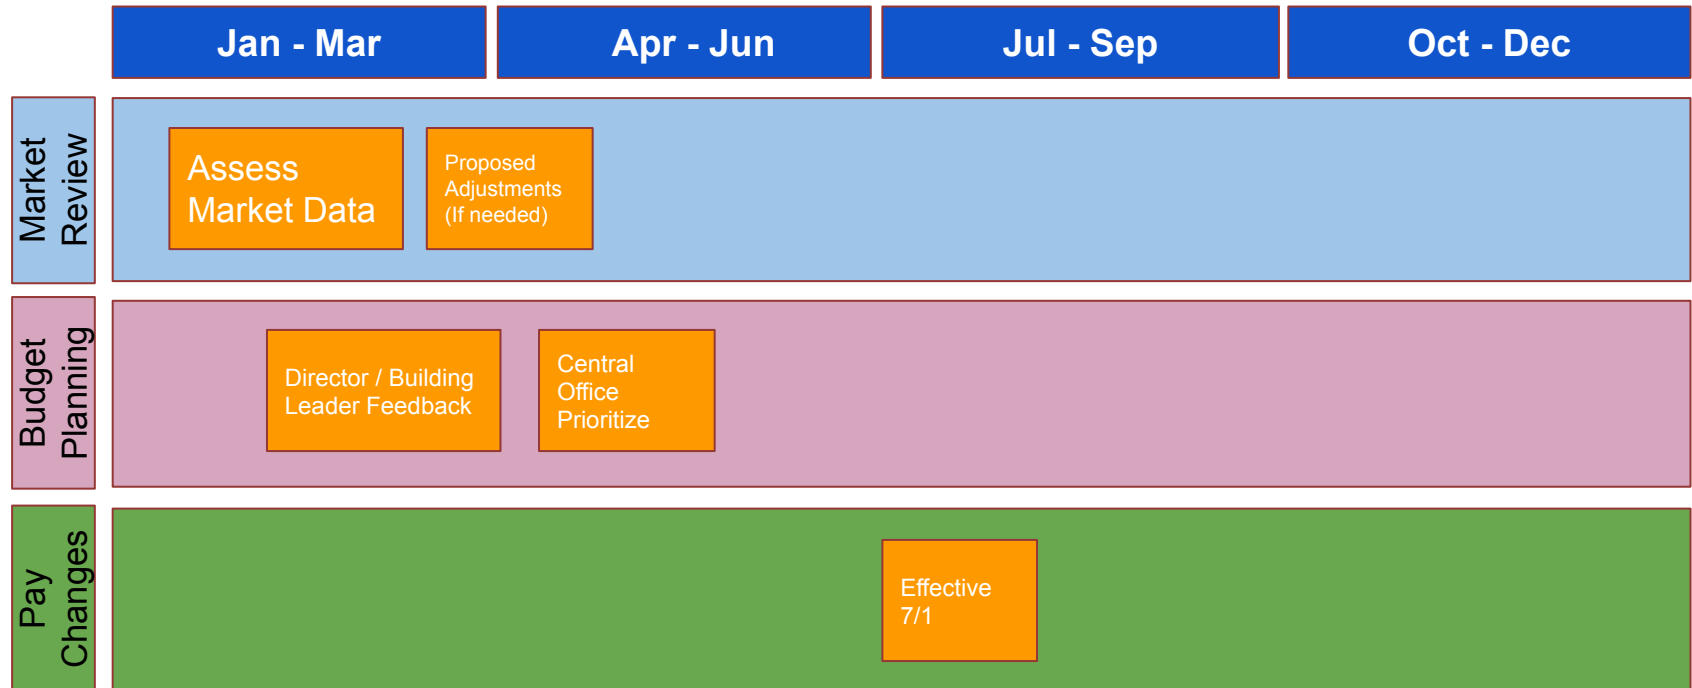 Jan - Mar
Apr - Jun
Jul - Sep
Oct - Dec
Market
Review
Assess
Market Data
Proposed
Adjustments
(If needed)
Budget
Planning
Director / Building
Leader Feedback
Central
Office
Prioritize
Pay
Changes
Effective
7/1